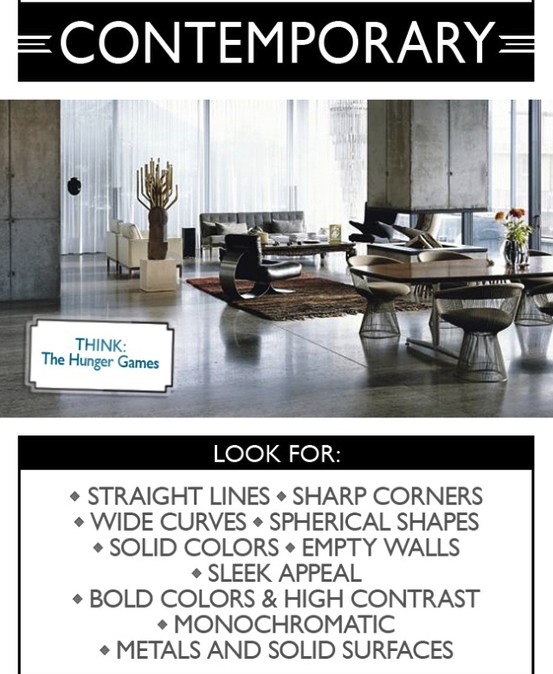 CONTEMPORARY
THINK:
The Hunger Games
LOOK FOR:
◆ STRAIGHT LINES ◆ SHARP CORNERS
◆ WIDE CURVES ◆ SPHERICAL SHAPES
◆ SOLID COLORS ◆ EMPTY WALLS
◆ SLEEK APPEAL
◆ BOLD COLORS & HIGH CONTRAST
◆ MONOCHROMATIC
◆ METALS AND SOLID SURFACES